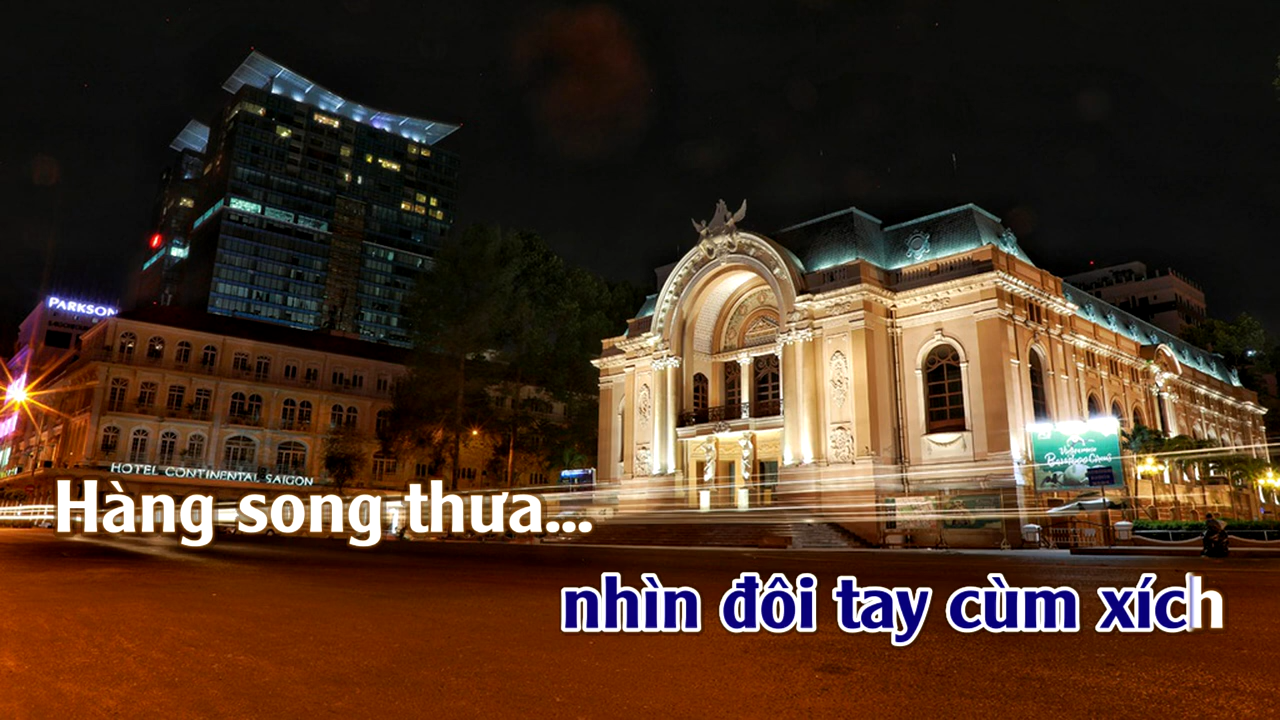 PARKSON
HOTEL CONTINENTAL SAIGON
Hàng song thưa...
nhìn đôi tay cùm xích